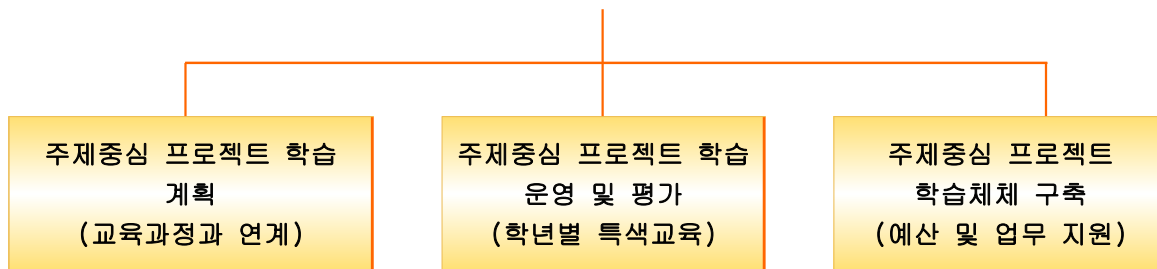 주제중심 프로젝트 학습
계획
(교육과정과 연계)
주제중심 프로젝트 학습
운영 및 평가
(학년별 특색교육)
주제중심 프로젝트
학습체체 구축
(예산 및 업무 지원)